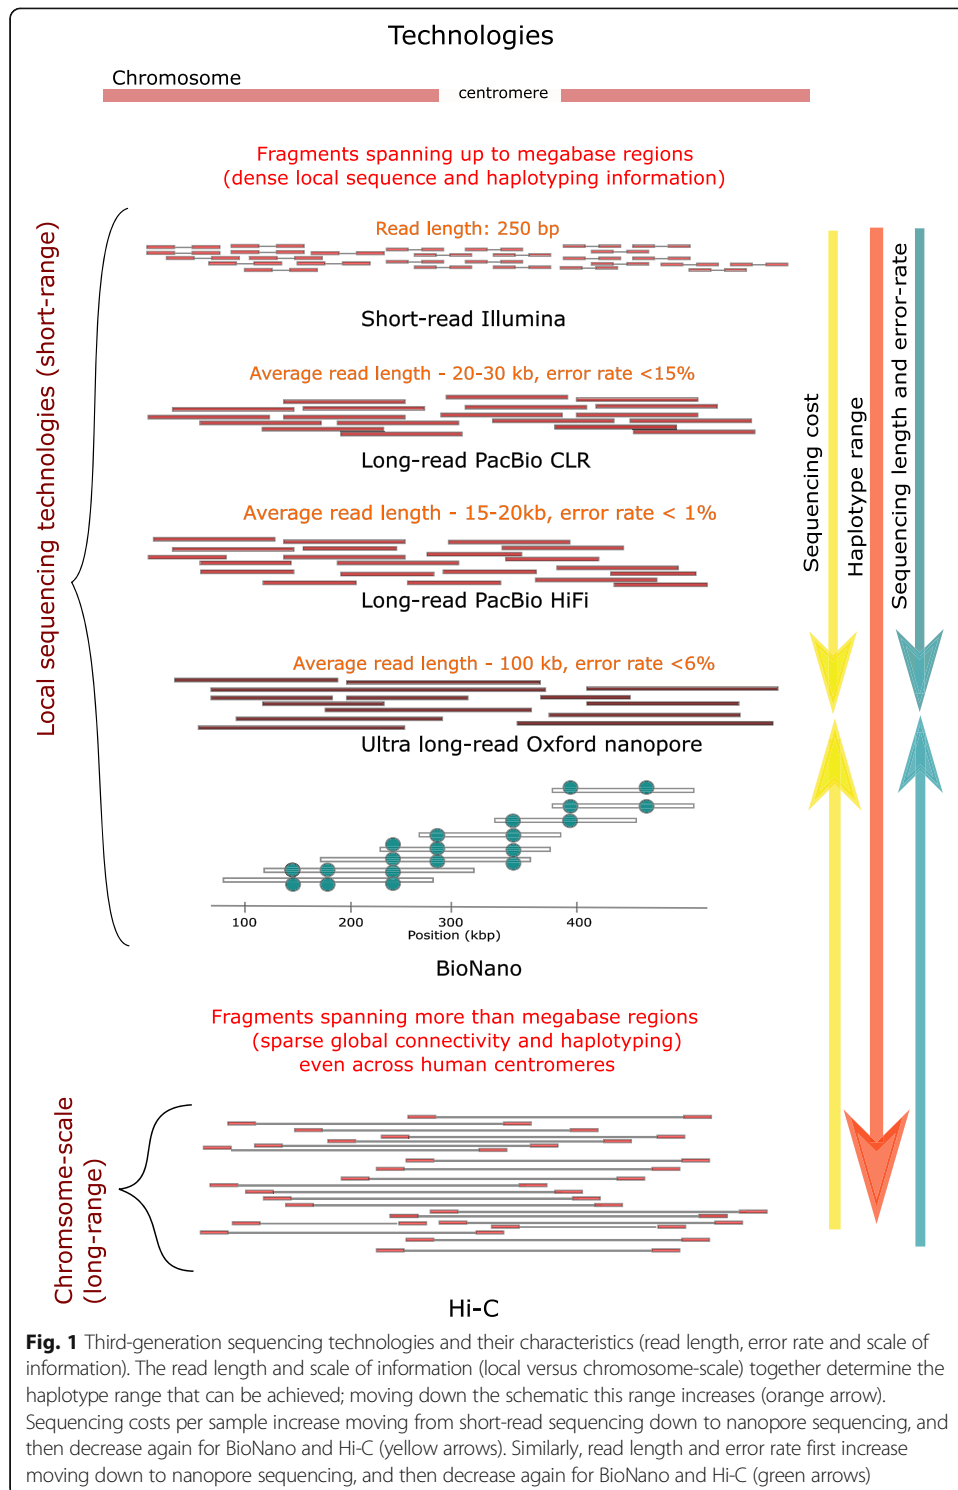 Technologies
Chromosome
centromere
Fragments spanning up to megabase regions
(dense local sequence and haplotyping information)
Local sequencing technologies (short-range)
Read length: 250 bp
Short-read Illumina
Average read length - 20-30 kb, error rate <15%
Long-read PacBio CLR
Average read length - 15-20kb, error rate < 1%
Long-read PacBio HiFi
Average read length - 100 kb, error rate <6%
Ultra long-read Oxford nanopore
100 200 300 400
Position (kbp)
BioNano
Sequencing cost
Haplotype range
Sequencing length and error-rate
Fragments spanning more than megabase regions
(sparse global connectivity and haplotyping)
even across human centromeres
Chromsome-scale
(long-range)
Hi-C
Fig. 1 Third-generation sequencing technologies and their characteristics (read length, error rate and scale of
information). The read length and scale of information (local versus chromosome-scale) together determine the
haplotype range that can be achieved; moving down the schematic this range increases (orange arrow).
Sequencing costs per sample increase moving from short-read sequencing down to nanopore sequencing, and
then decrease again for BioNano and Hi-C (yellow arrows). Similarly, read length and error rate first increase
moving down to nanopore sequencing, and then decrease again for BioNano and Hi-C (green arrows)